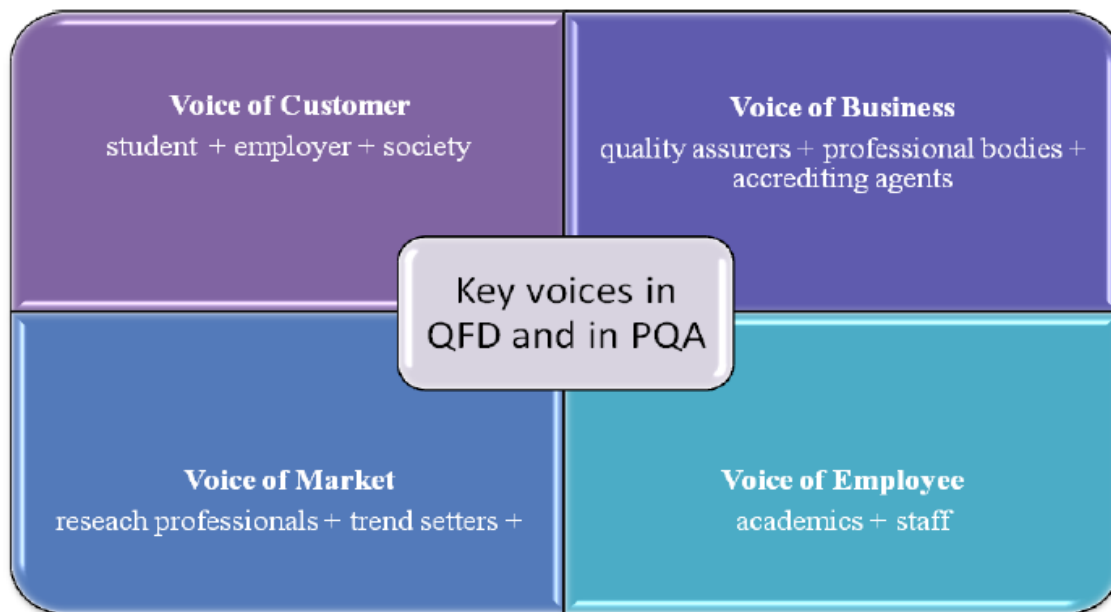 Voice of Customer
student + employer + society
Voice of Business
quality assurers + professional bodies +
accrediting agents
Key voices in
QFD and in PQA
Voice of Market
reseach professionals + trend setters +
Voice of Employee
academics + staff